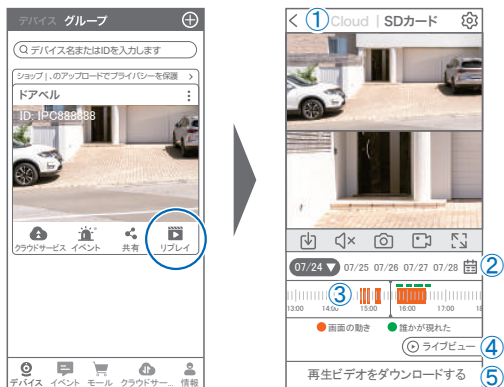 デバイス グループ
デバイス名またはIDを入力します
ショップ|､のアップロードでプライバシーを保護 >
ドアベル
ID: IPC888888
クラウドサービス イベント 共有 リプレイ
デバイス イベント モール クラウドサー... 情報
① Cloud | SDカード
07/24 ▼ 07/25 07/26 07/27 07/28 ②
③
13:00 14:00 15:00 16:00 17:00 18
画面の動き 誰かが現れた
ライブビュー ④
再生ビデオをダウンロードする ⑤